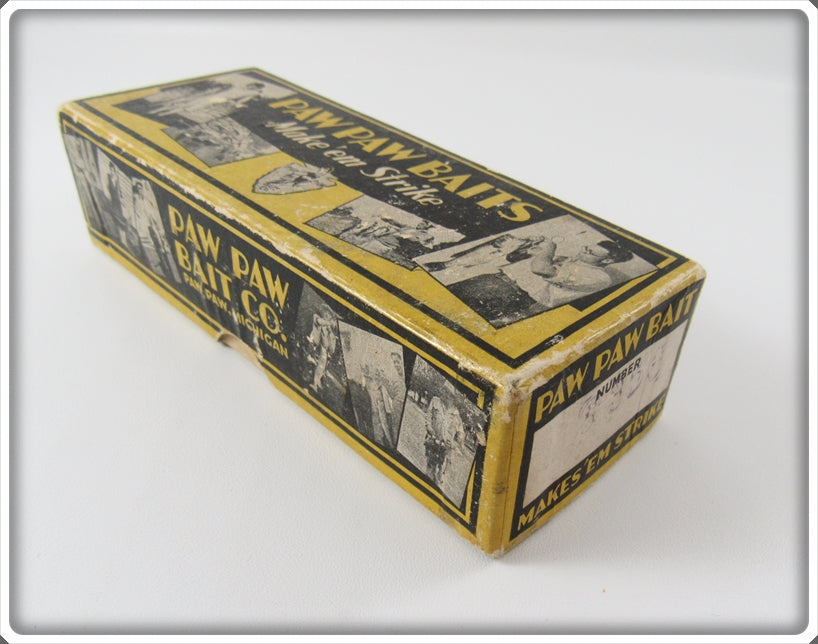 PAW PAW BAITS
Make 'em Strike
PAW PAW
BAIT CO.
PAW PAW, MICHIGAN
PAW PAW BAIT
NUMBER
MAKES 'EM STRIKE